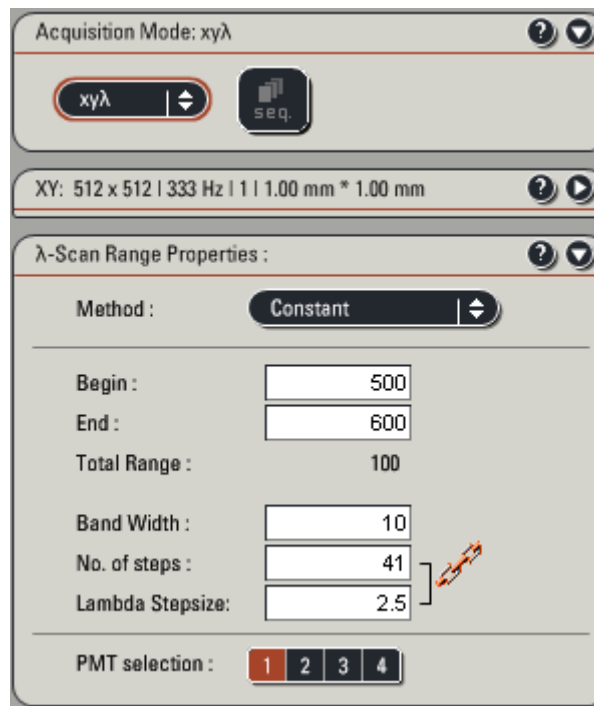 Acquisition Mode: xyλ
?
xyλ
seq.
XY: 512 x 512 | 333 Hz | 1 | 1.00 mm * 1.00 mm
?
λ-Scan Range Properties :
?
Method : Constant
Begin : 500
End : 600
Total Range : 100
Band Width : 10
No. of steps : 41
Lambda Stepsize: 2.5
PMT selection : 1 2 3 4